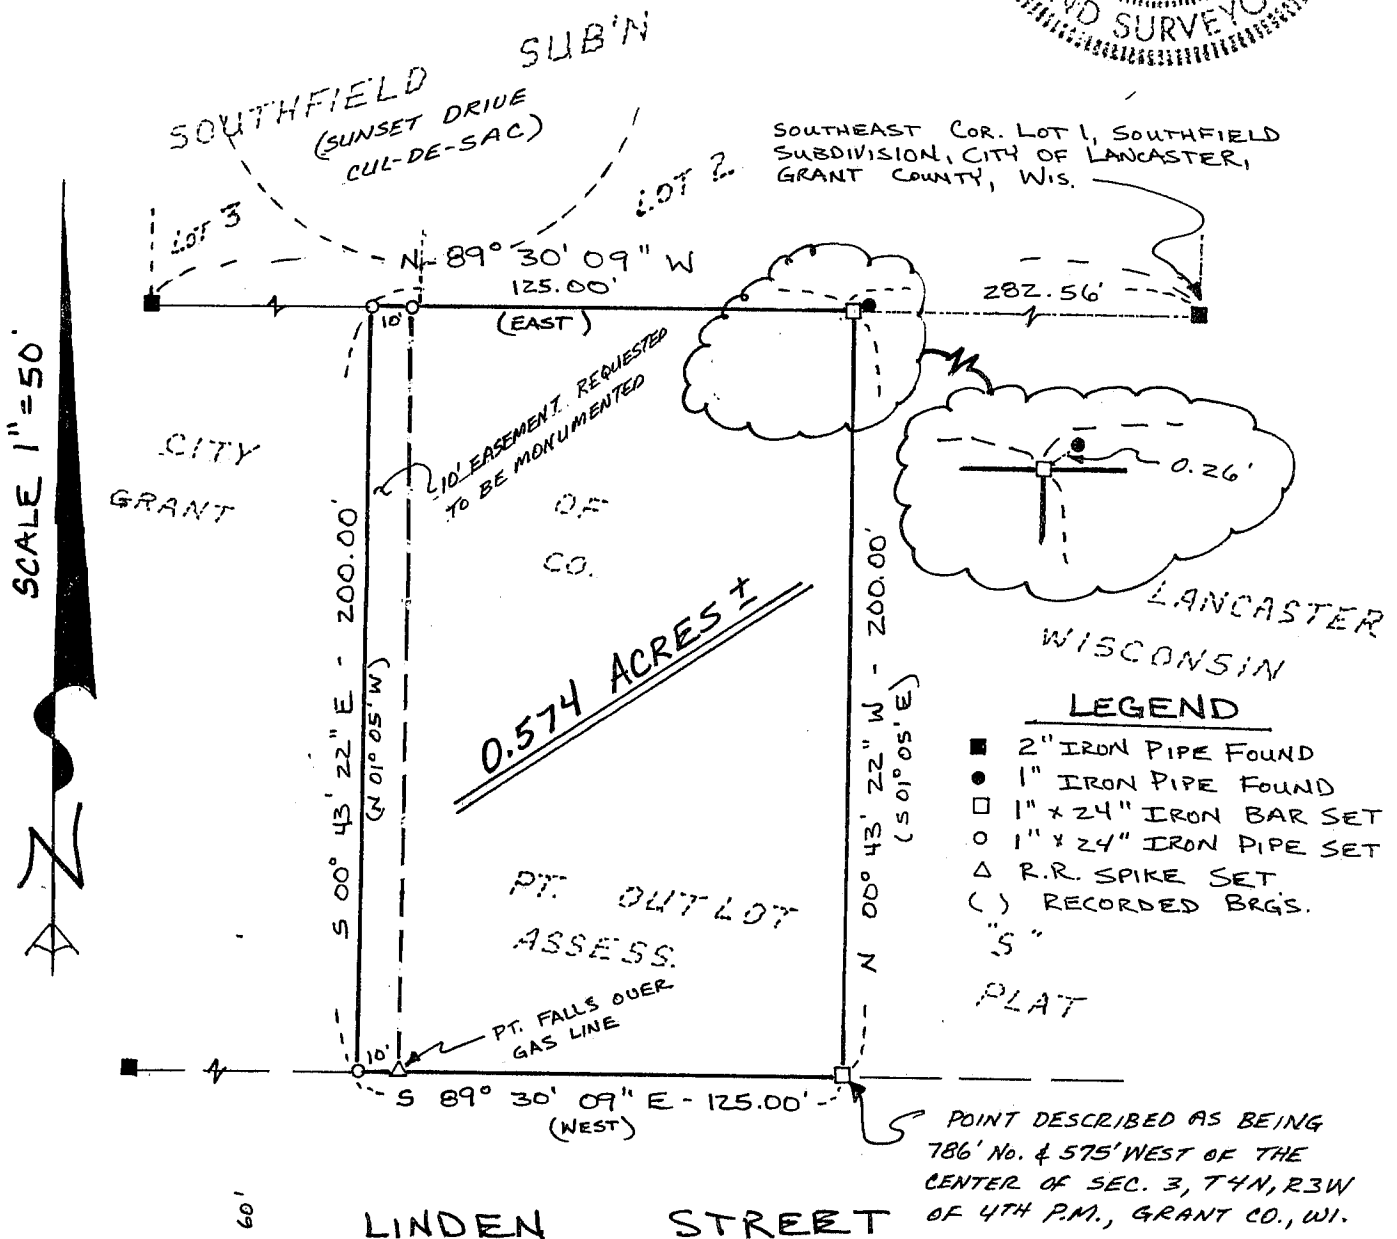 ND SURVEYO
SOUTHFIELD SUB'N
(SUNSET DRIVE
CUL-DE-SAC)
SOUTHEAST COR. LOT 1, SOUTHFIELD
SUBDIVISION, CITY OF LANCASTER,
GRANT COUNTY, WIS.
LOT 3
LOT 2
N 89° 30' 09" W
125.00'
(EAST)
282.56'
10'
SCALE 1"=50'
10' EASEMENT REQUESTED
TO BE MONUMENTED
CITY
GRANT
OF
CO.
0.26'
S 00° 43' 22" E - 200.00'
(N 01° 05' W)
0.574 ACRES ±
N 00° 43' 22" W - 200.00'
(S 01° 05' E)
LANCASTER
WISCONSIN
LEGEND
2" IRON PIPE FOUND
1" IRON PIPE FOUND
1" x 24" IRON BAR SET
1" x 24" IRON PIPE SET
R.R. SPIKE SET
( ) RECORDED BRGS.
"S"
PLAT
N
PT. OUTLOT
ASSESS.
PT. FALLS OVER
GAS LINE
10'
S 89° 30' 09" E - 125.00'
(WEST)
POINT DESCRIBED AS BEING
786' No. & 575' WEST OF THE
CENTER OF SEC. 3, T4N, R3W
OF 4TH P.M., GRANT CO., WI.
60'
LINDEN STREET